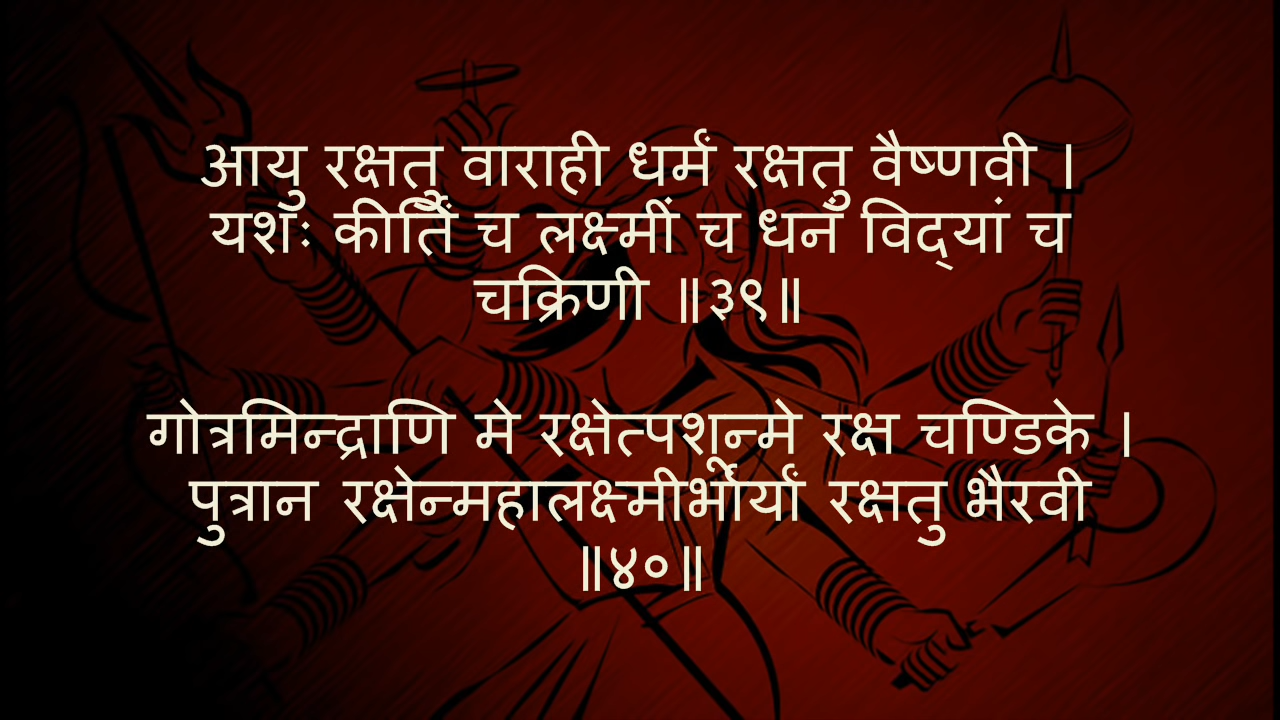 आयु रक्षतु वाराही धर्मं रक्षतु वैष्णवी ।
यशः कीर्तिं च लक्ष्मीं च धनं विद्‌यां च
चक्रिणी ॥३९॥
गोत्रमिन्द्राणि मे रक्षेत्पशून्मे रक्ष चण्डिके ।
पुत्रान रक्षेन्महालक्ष्मीर्भार्यां रक्षतु भैरवी
॥४०॥